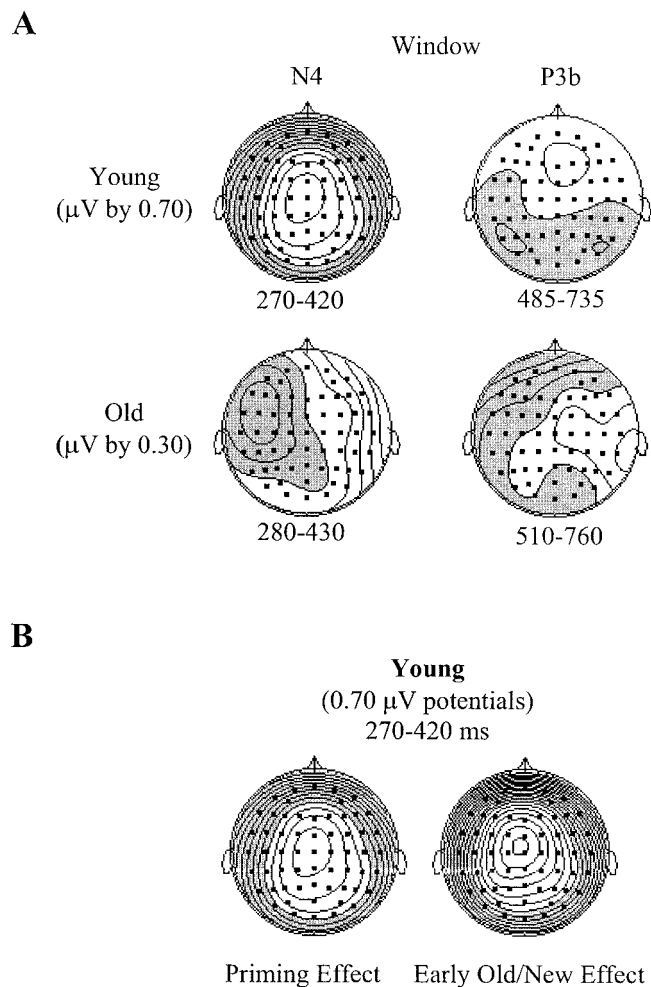 A
Window
N4
P3b
Young
(μV by 0.70)
270-420
485-735
Old
(μV by 0.30)
280-430
510-760
B
Young
(0.70 μV potentials)
270-420 ms
Priming Effect
Early Old/New Effect